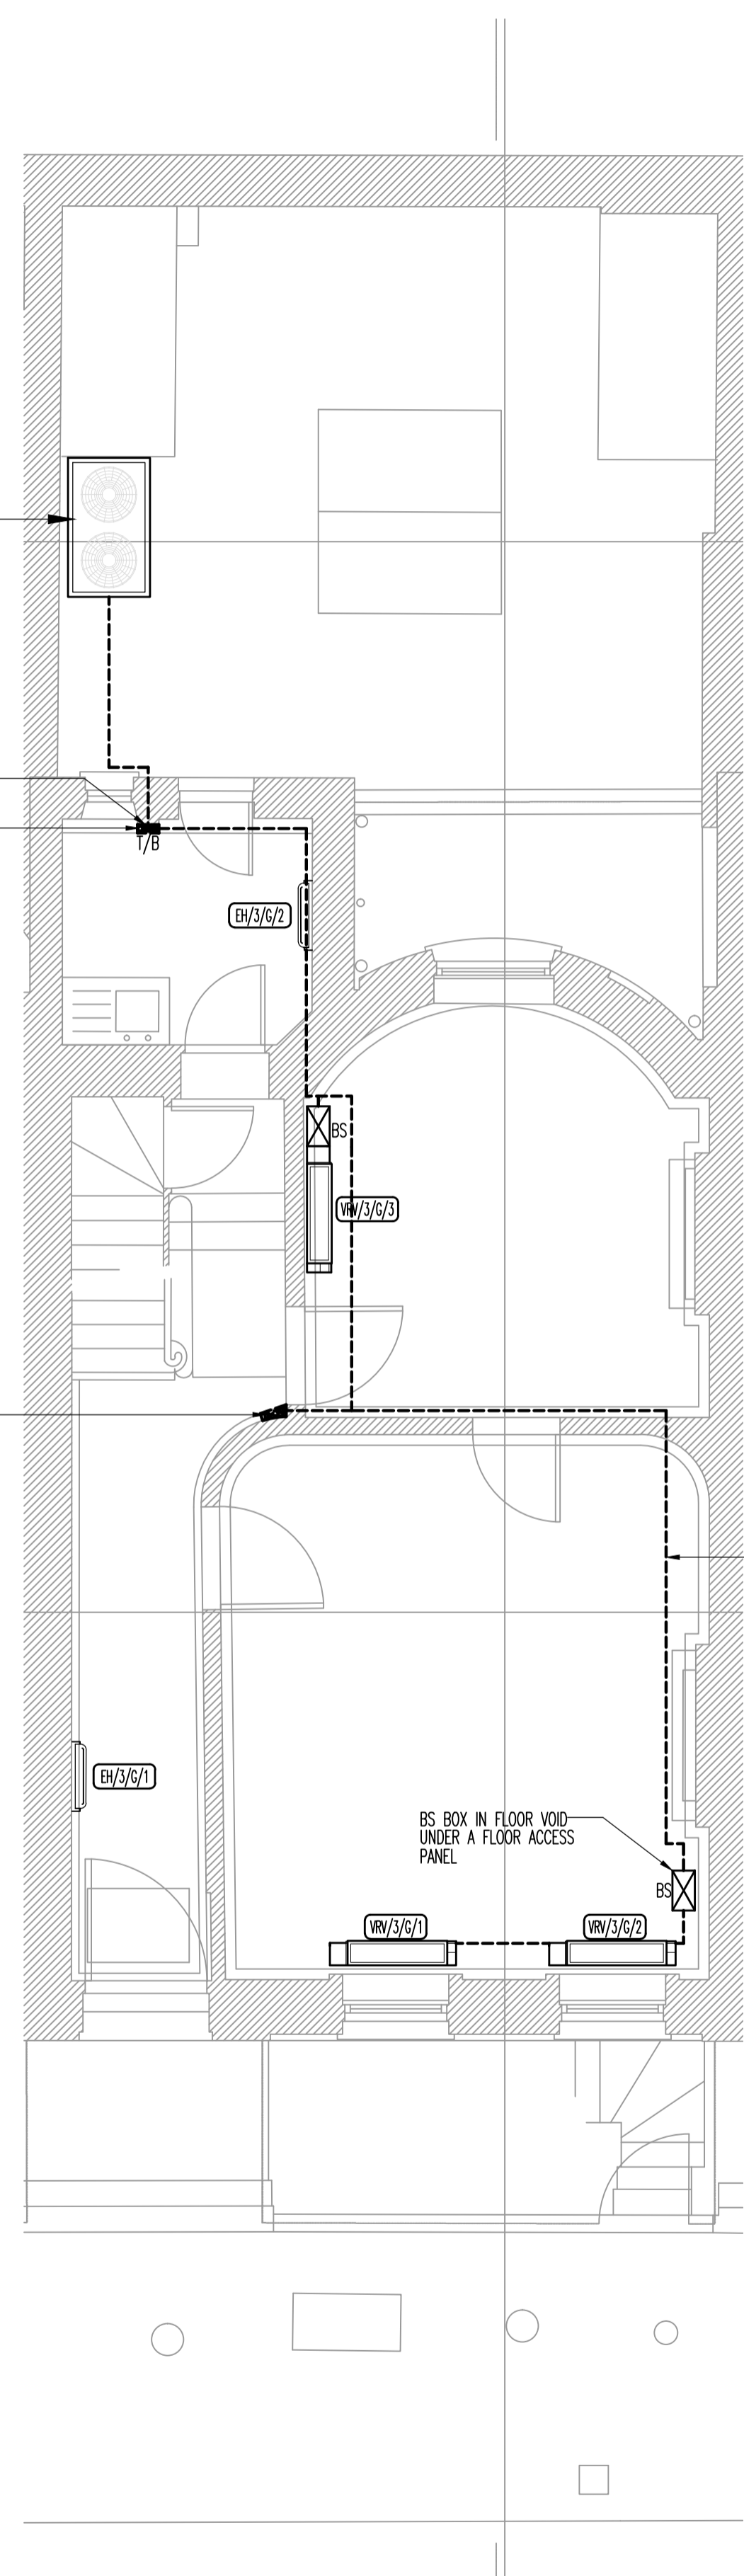 T/B
EH/3/G/2
BS
VRV/3/G/3
EH/3/G/1
BS BOX IN FLOOR VOID
UNDER A FLOOR ACCESS
PANEL
BS
VRV/3/G/1
VRV/3/G/2